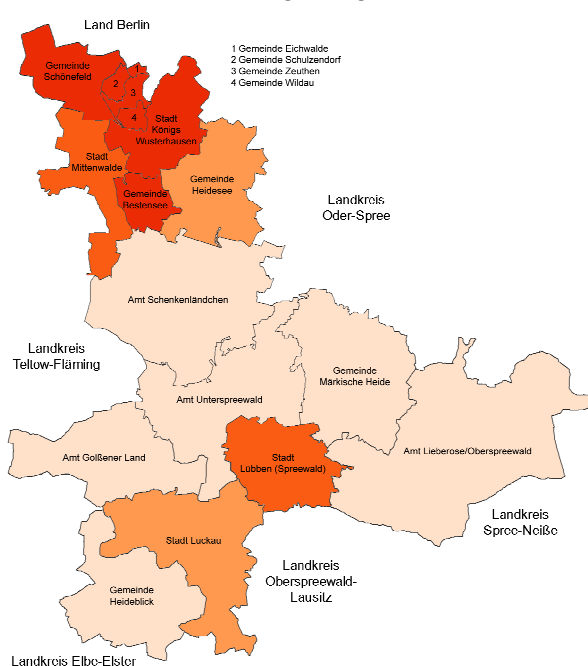 Land Berlin
1 Gemeinde Eichwalde
2 Gemeinde Schulzendorf
3 Gemeinde Zeuthen
4 Gemeinde Wildau
Gemeinde
Schönefeld
1
2
3
4
Stadt
Königs
Wusterhausen
Stadt
Mittenwalde
Gemeinde
Bestensee
Gemeinde
Heidesee
Landkreis
Oder-Spree
Amt Schenkenländchen
Landkreis
Teltow-Fläming
Gemeinde
Märkische Heide
Amt Unterspreewald
Amt Golßener Land
Stadt
Lübben (Spreewald)
Amt Lieberose/Oberspreewald
Landkreis
Spree-Neiße
Stadt Luckau
Landkreis
Oberspreewald-
Lausitz
Gemeinde
Heideblick
Landkreis Elbe-Elster